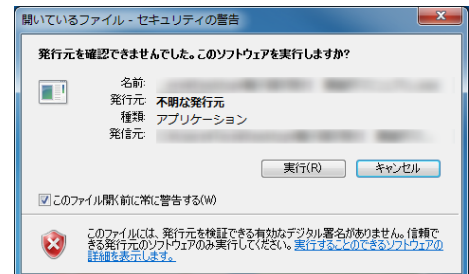 開いているファイル - セキュリティの警告
発行元を確認できませんでした。このソフトウェアを実行しますか?
名前:
発行元: 不明な発行元
種類: アプリケーション
発信元:
実行(R) キャンセル
このファイルを開く前に常に警告する(W)
このファイルには、発行元を検証できる有効なデジタル署名がありません。信頼で
きる発行元のソフトウェアのみ実行してください。実行することのできるソフトウェアの
詳細を表示します。